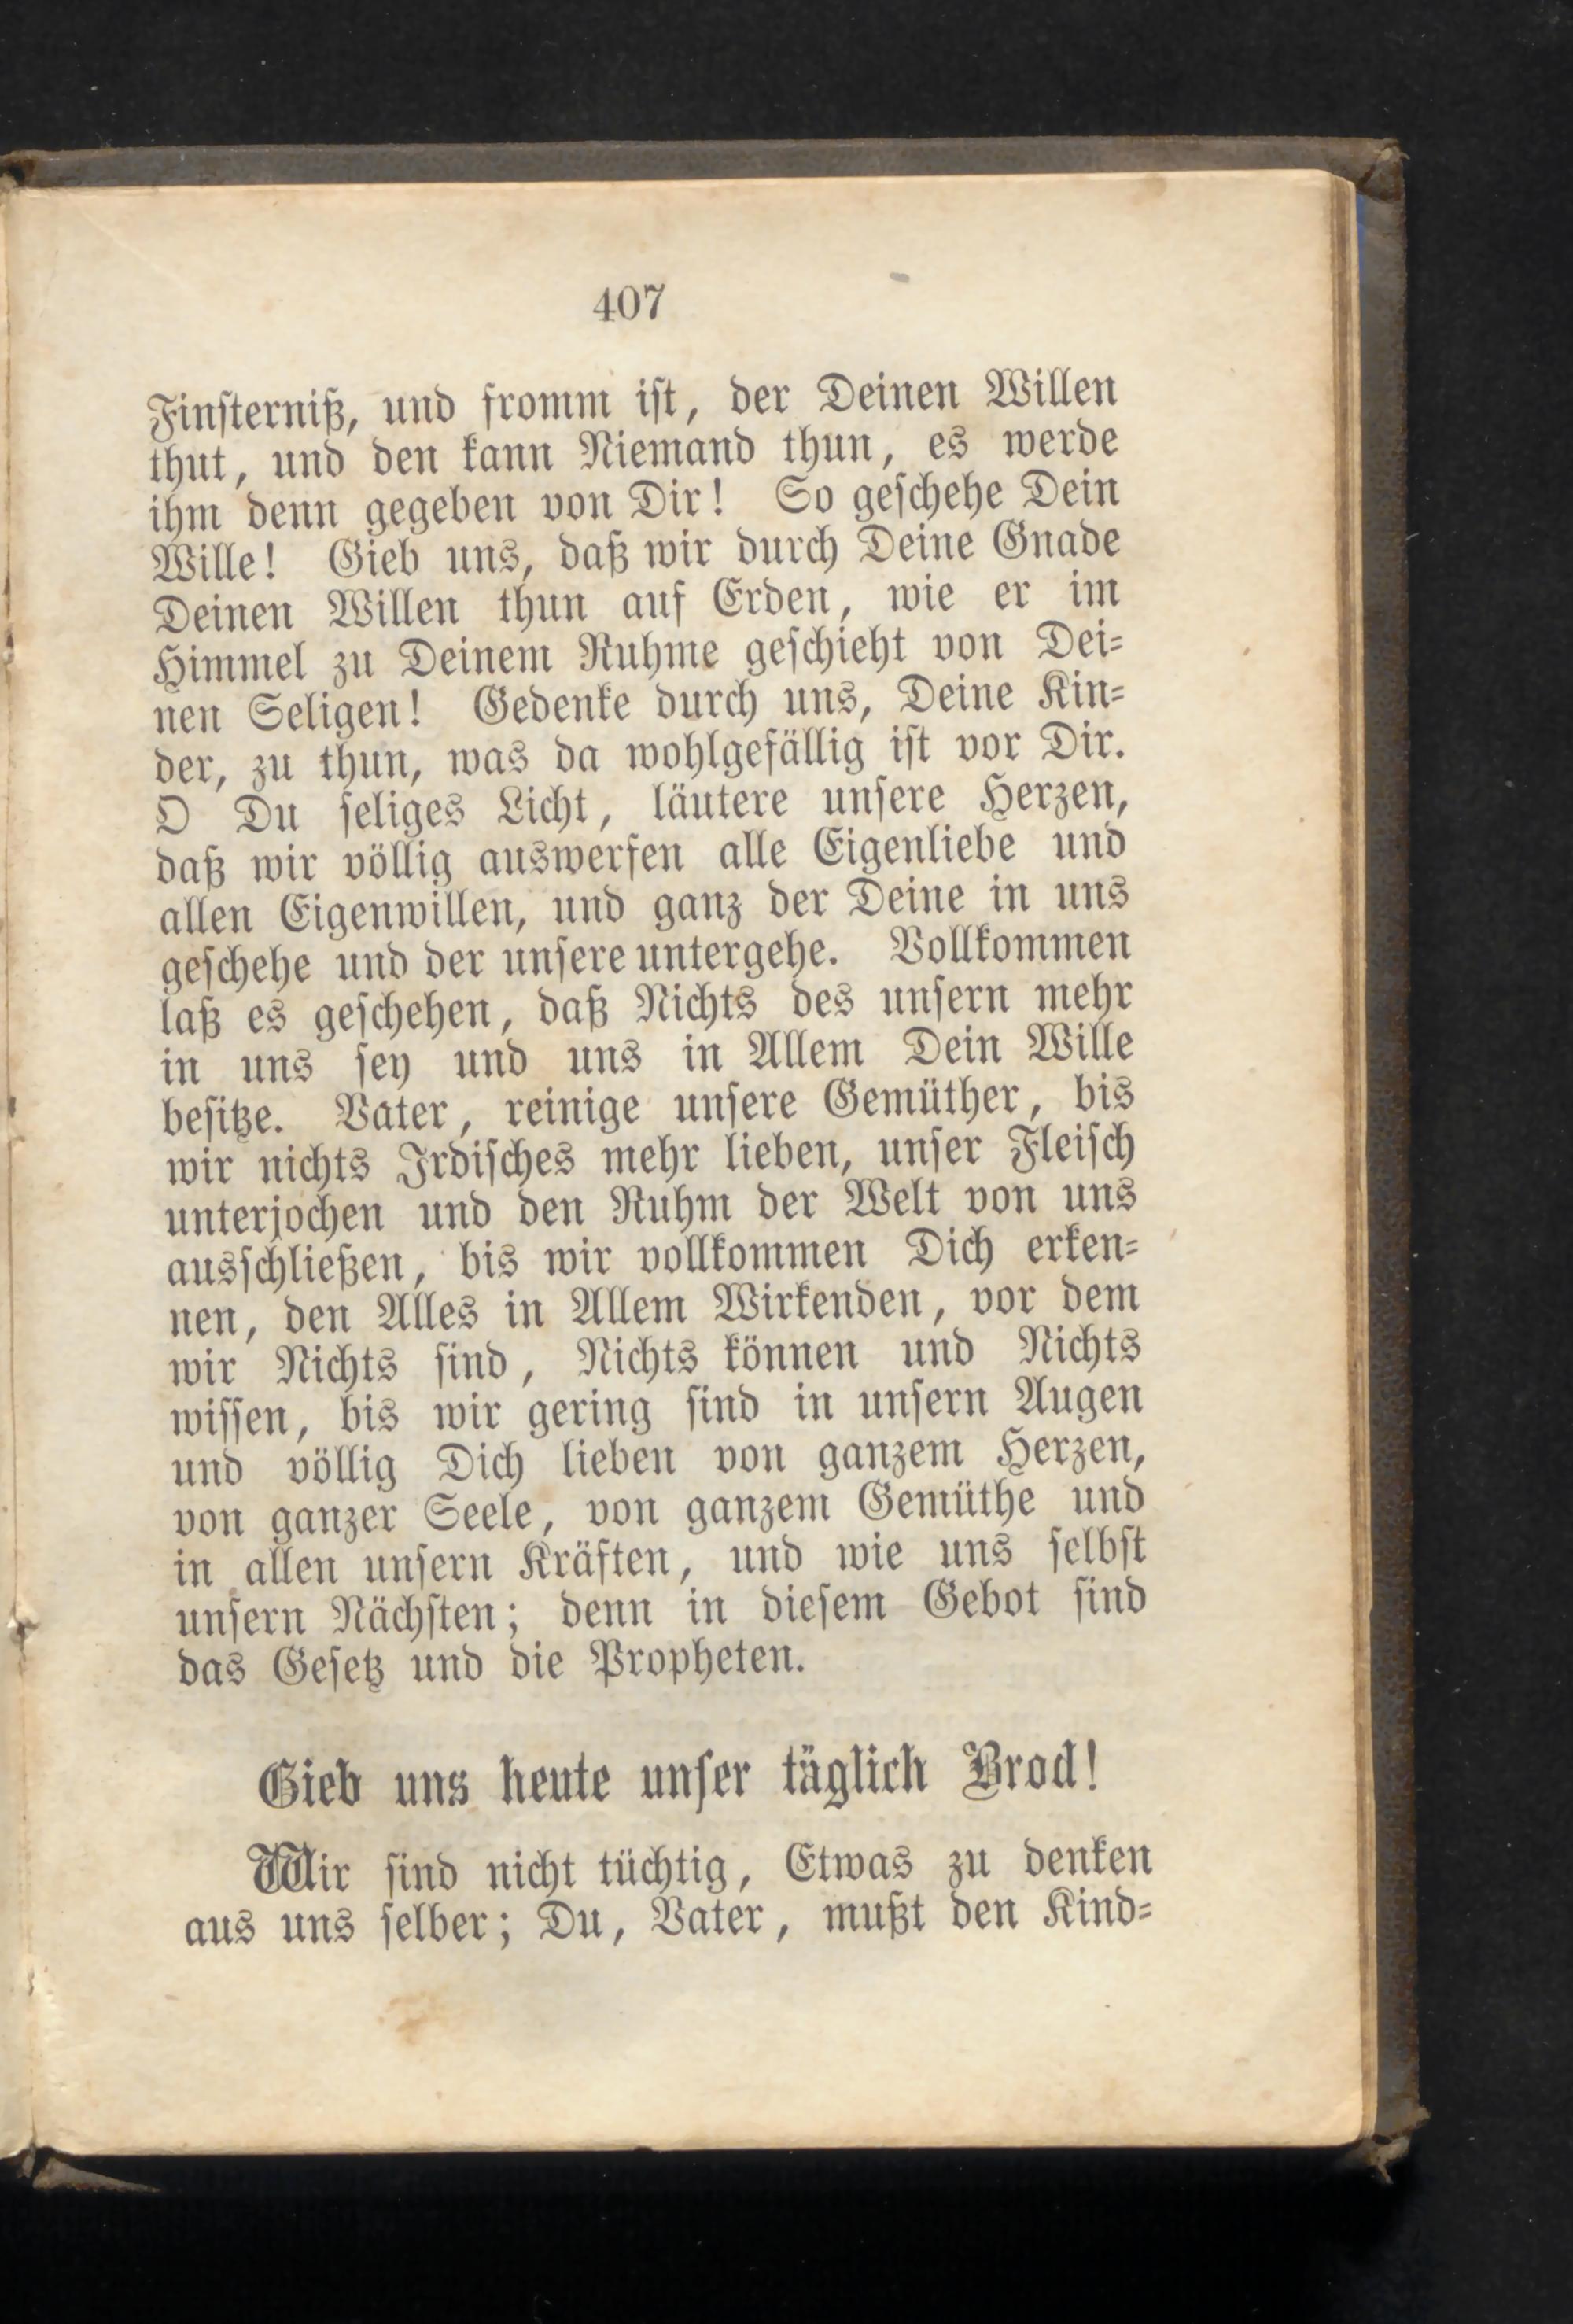 407
Finſterniß, und fromm iſt, der Deinen Willen
thut, und den kann Niemand thun, es werde
ihm denn gegeben von Dir! So geſchehe Dein
Wille! Gieb uns, daß wir durch Deine Gnade
Deinen Willen thun auf Erden, wie er im
Himmel zu Deinem Ruhme geſchieht von Dei⸗
nen Seligen! Gedenke durch uns, Deine Kin⸗
der, zu thun, was da wohlgefällig iſt vor Dir.
O Du ſeliges Licht, läutere unſere Herzen,
daß wir völlig auswerfen alle Eigenliebe und
allen Eigenwillen, und ganz der Deine in uns
geſchehe und der unſere untergehe. Vollkommen
laß es geſchehen, daß Nichts des unſern mehr
in uns ſey und uns in Allem Dein Wille
beſitze. Vater, reinige unſere Gemüther, bis
wir nichts Irdiſches mehr lieben, unſer Fleiſch
unterjochen und den Ruhm der Welt von uns
ausſchließen, bis wir vollkommen Dich erken⸗
nen, den Alles in Allem Wirkenden, vor dem
wir Nichts ſind, Nichts können und Nichts
wiſſen, bis wir gering ſind in unſern Augen
und völlig Dich lieben von ganzem Herzen,
von ganzer Seele, von ganzem Gemüthe und
in allen unſern Kräften, und wie uns ſelbſt
unſern Nächſten; denn in dieſem Gebot ſind
das Geſetz und die Propheten.
Gieb uns heute unſer täglich Brod!
Wir ſind nicht tüchtig, Etwas zu denken
aus uns ſelber; Du, Vater, mußt den Kind⸗